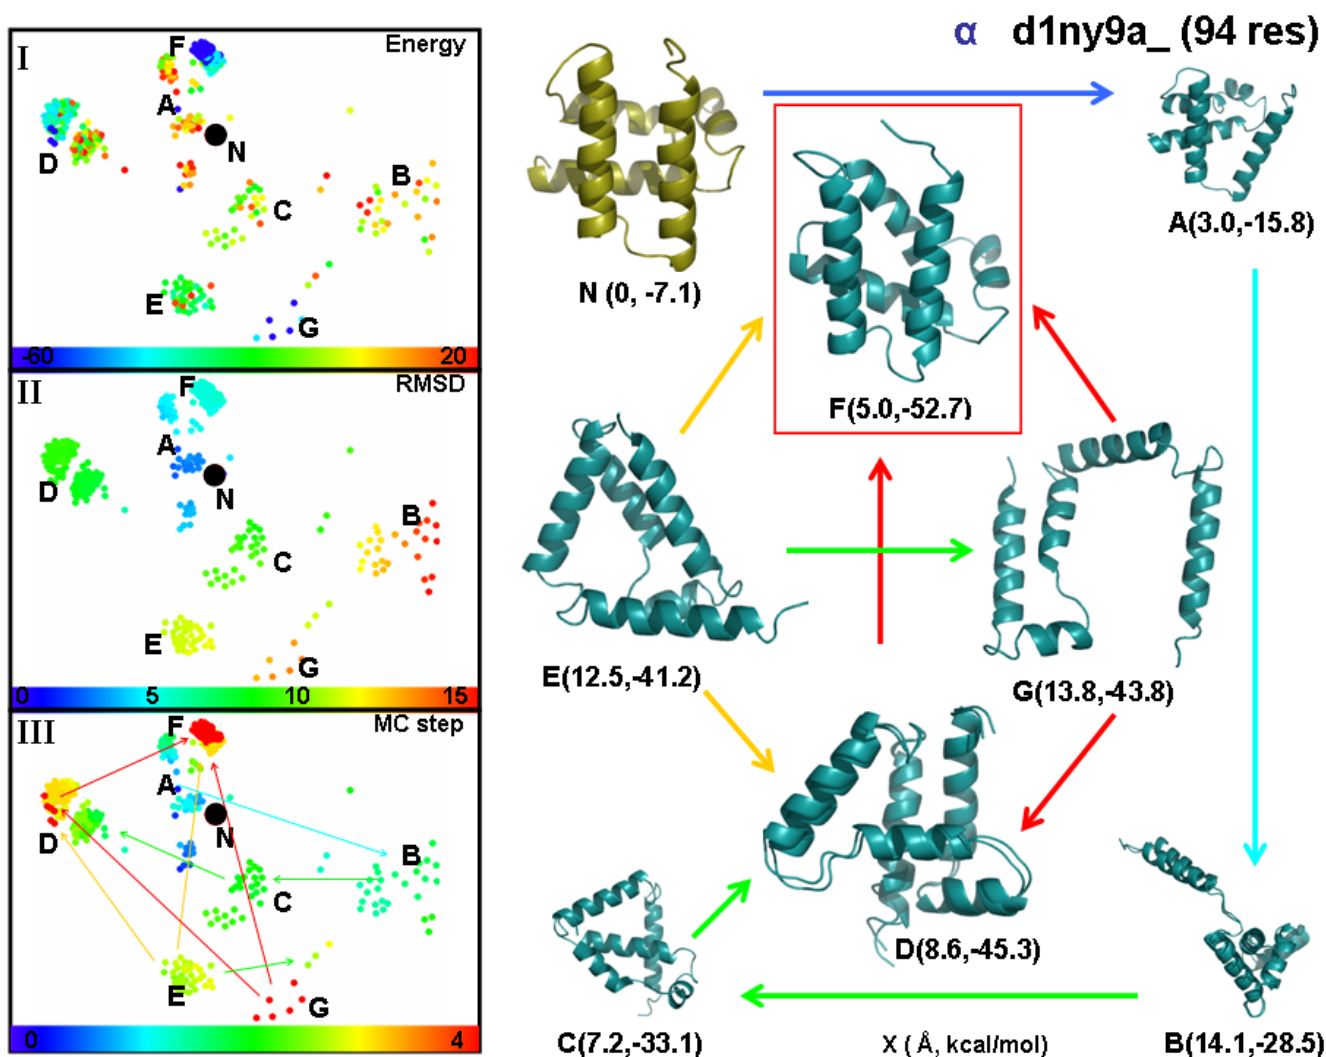 α d1ny9a_ (94 res)
I
Energy
F
A
N
D
B
C
E
G
-60 20
II
RMSD
F
A
N
D
B
C
E
G
0 5 10 15
III
MC step
F
A
N
D
B
C
E
G
0 4
N (0, -7.1)
A(3.0,-15.8)
F(5.0,-52.7)
E(12.5,-41.2)
G(13.8,-43.8)
D(8.6,-45.3)
C(7.2,-33.1)
X ( Å, kcal/mol)
B(14.1,-28.5)